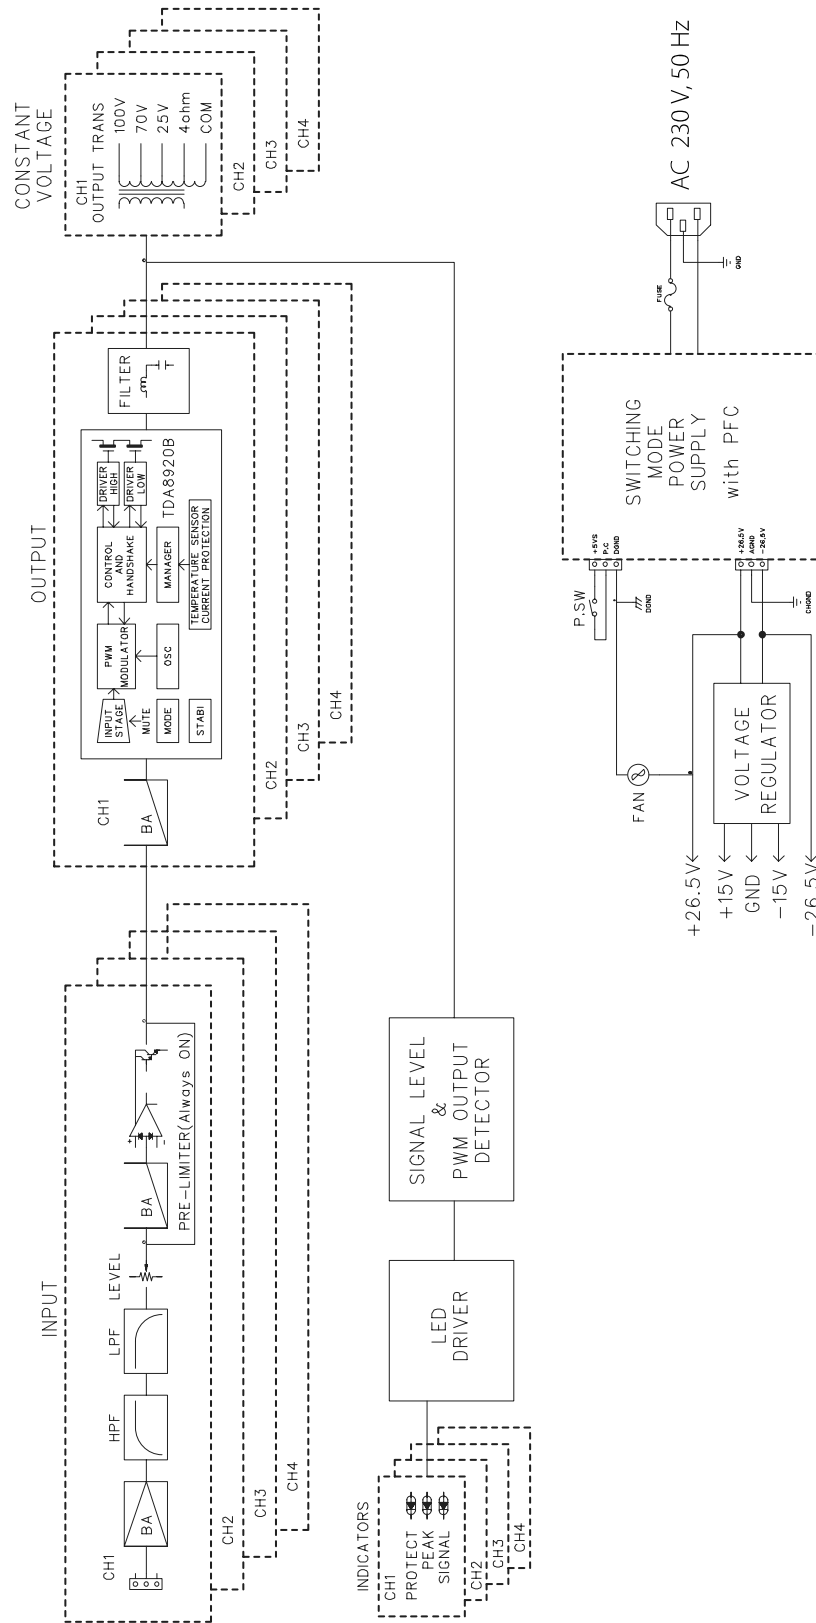 INPUT
CH1
BA
HPF
LPF
LEVEL
BA
+
-
PRE-LIMITER(Always ON)
CH2
CH3
CH4
OUTPUT
CH1
BA
INPUT
STAGE
MUTE
MODE
STABI
PWM
MODULATOR
OSC
CONTROL
AND
HANDSHAKE
MANAGER
TEMPERATURE SENSOR
CURRENT PROTECTION
DRIVER
HIGH
DRIVER
LOW
TDA8920B
FILTER
CH2
CH3
CH4
CONSTANT
VOLTAGE
CH1
OUTPUT TRANS
100V
70V
25V
4ohm
COM
CH2
CH3
CH4
INDICATORS
CH1
PROTECT
PEAK
SIGNAL
CH2
CH3
CH4
LED
DRIVER
SIGNAL LEVEL
&
PWM OUTPUT
DETECTOR
+26.5V
+15V
GND
-15V
-26.5V
FAN
VOLTAGE
REGULATOR
P.SW
DGND
CHGND
+5VS
P.C
DGND
+26.5V
AGND
-26.5V
SWITCHING
MODE
POWER
SUPPLY
with PFC
FUSE
GND
AC 230 V, 50 Hz